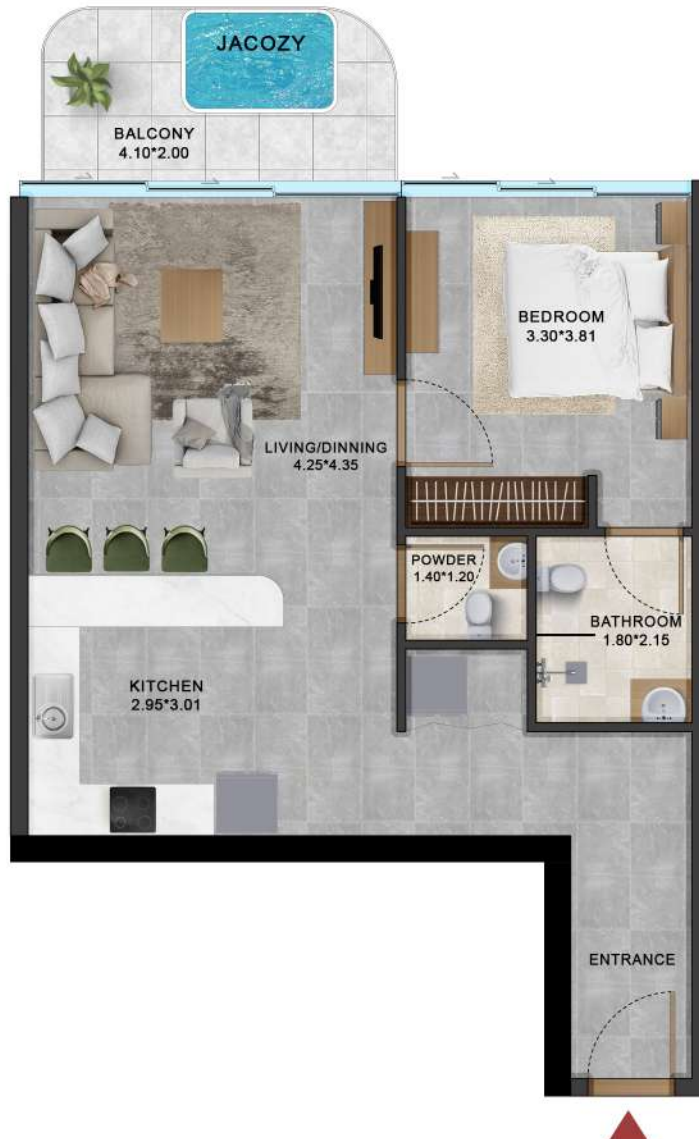 JACOZY
BALCONY
4.10*2.00
BEDROOM
3.30*3.81
LIVING/DINNING
4.25*4.35
POWDER
1.40*1.20
BATHROOM
1.80*2.15
KITCHEN
2.95*3.01
ENTRANCE